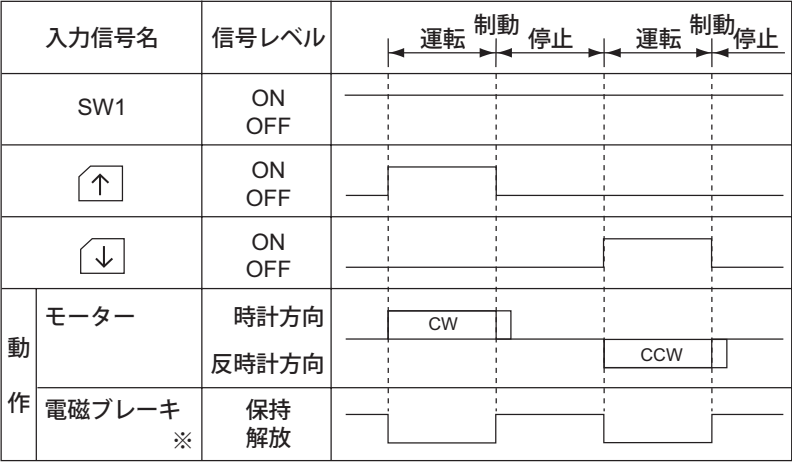 入力信号名 信号レベル 運転 制動 停止 運転 制動 停止
SW1 ON
OFF
↑ ON
OFF
↓ ON
OFF
動作 モーター 時計方向 CW
反時計方向 CCW
電磁ブレーキ 保持
※ 解放